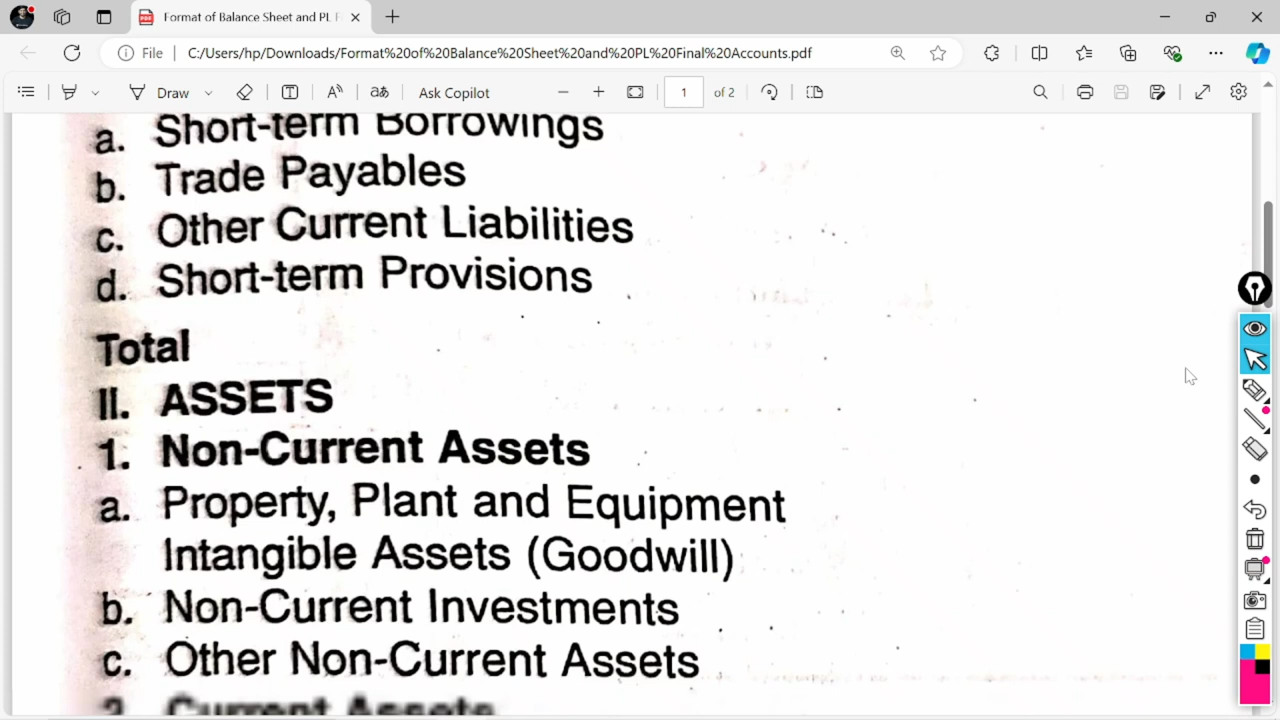 Format of Balance Sheet and PL F
File
C:/Users/hp/Downloads/Format%20of%20Balance%20Sheet%20and%20PL%20Final%20Accounts.pdf
Draw
Ask Copilot
1 of 2
a. Short-term Borrowings
b. Trade Payables
c. Other Current Liabilities
d. Short-term Provisions
Total
II. ASSETS
1. Non-Current Assets
a. Property, Plant and Equipment
Intangible Assets (Goodwill)
b. Non-Current Investments
c. Other Non-Current Assets
2 Current Assets